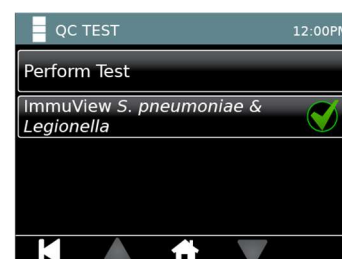 QC TEST 12:00PM
Perform Test
ImmuView S. pneumoniae &
Legionella